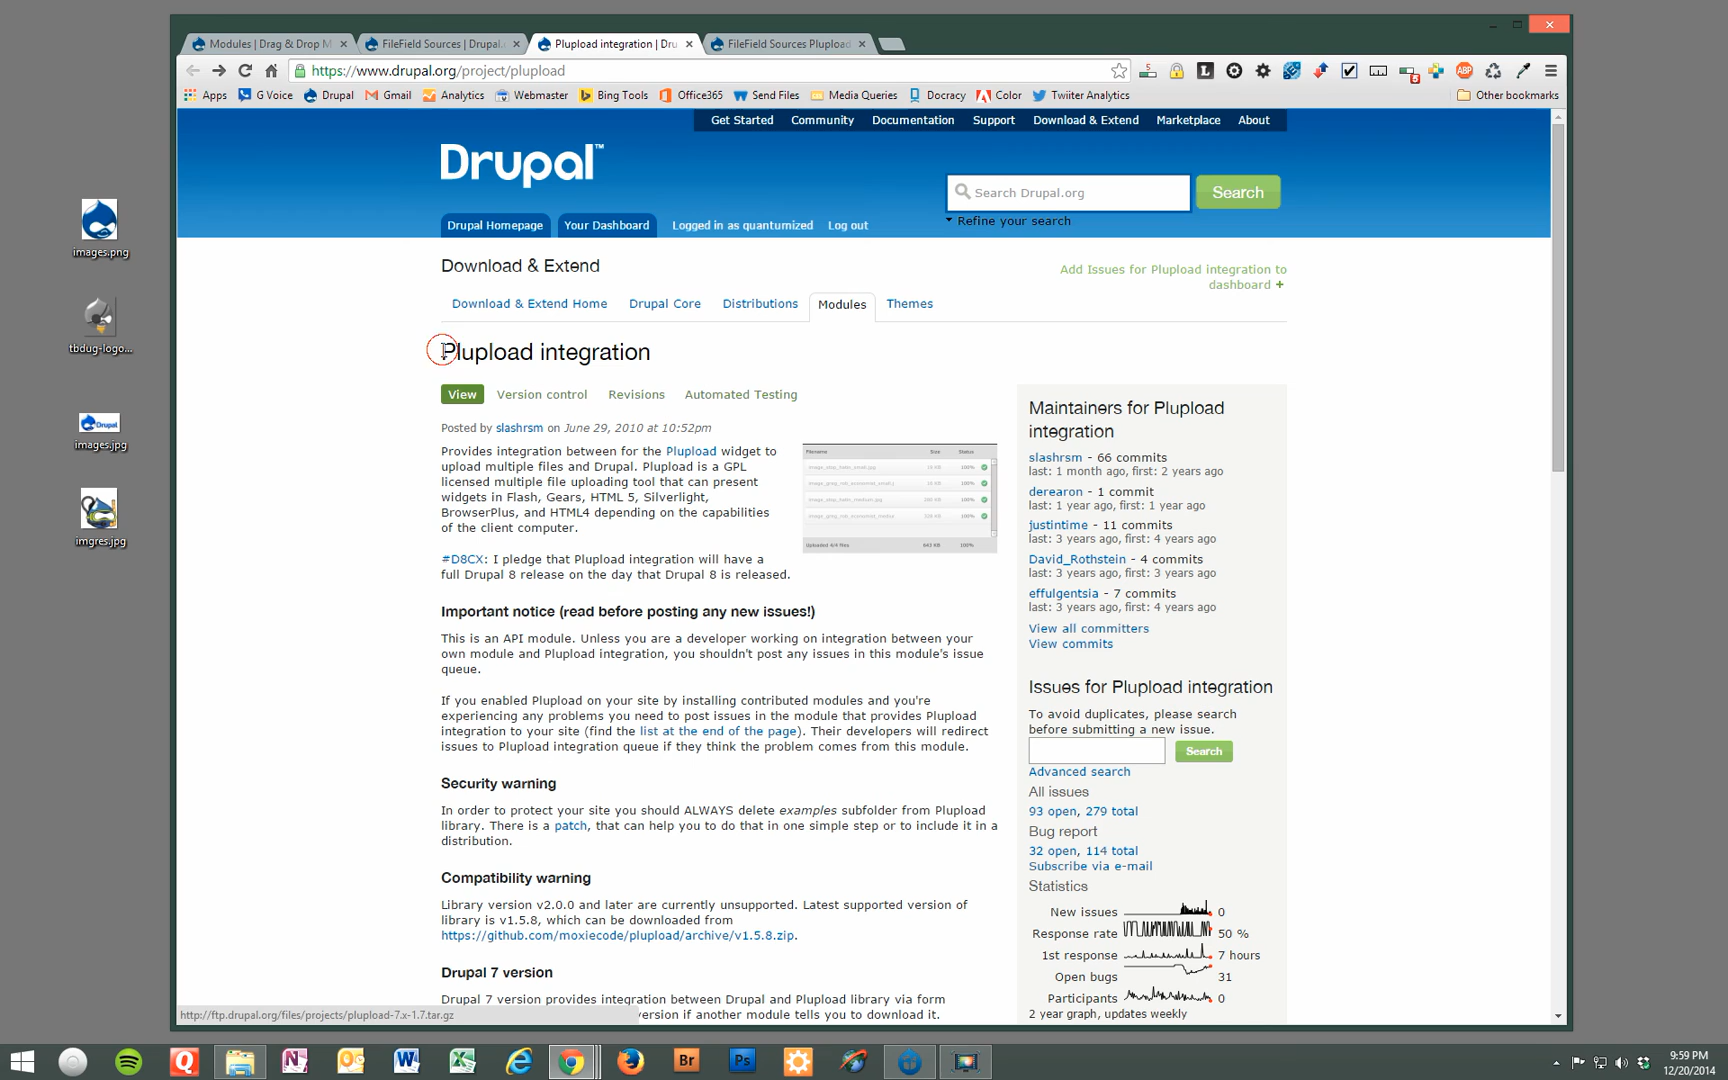 Modules | Drag & Drop M
FileField Sources | Drupal.
Plupload integration | Dru
FileField Sources Plupload
https://www.drupal.org/project/plupload
Apps
G Voice
Drupal
Gmail
Analytics
Webmaster
Bing Tools
Office365
Send Files
Media Queries
Docracy
Color
Twiiter Analytics
Other bookmarks
Get Started
Community
Documentation
Support
Download & Extend
Marketplace
About
Drupal™
Search Drupal.org
Search
Refine your search
Drupal Homepage
Your Dashboard
Logged in as quantumized
Log out
images.png
tbdug-logo...
images.jpg
imgres.jpg
Download & Extend
Add Issues for Plupload integration to
dashboard +
Download & Extend Home
Drupal Core
Distributions
Modules
Themes
Plupload integration
View
Version control
Revisions
Automated Testing
Posted by slashrsm on June 29, 2010 at 10:52pm
Provides integration between for the Plupload widget to
upload multiple files and Drupal. Plupload is a GPL
licensed multiple file uploading tool that can present
widgets in Flash, Gears, HTML 5, Silverlight,
BrowserPlus, and HTML4 depending on the capabilities
of the client computer.
Filename Size Status
100%
100%
100%
100%
Uploaded 4/4 files 643 KB 100%
#D8CX: I pledge that Plupload integration will have a
full Drupal 8 release on the day that Drupal 8 is released.
Important notice (read before posting any new issues!)
This is an API module. Unless you are a developer working on integration between your
own module and Plupload integration, you shouldn't post any issues in this module's issue
queue.
If you enabled Plupload on your site by installing contributed modules and you're
experiencing any problems you need to post issues in the module that provides Plupload
integration to your site (find the list at the end of the page). Their developers will redirect
issues to Plupload integration queue if they think the problem comes from this module.
Security warning
In order to protect your site you should ALWAYS delete examples subfolder from Plupload
library. There is a patch, that can help you to do that in one simple step or to include it in a
distribution.
Compatibility warning
Library version v2.0.0 and later are currently unsupported. Latest supported version of
library is v1.5.8, which can be downloaded from
https://github.com/moxiecode/plupload/archive/v1.5.8.zip.
Drupal 7 version
Drupal 7 version provides integration between Drupal and Plupload library via form
version if another module tells you to download it.
http://ftp.drupal.org/files/projects/plupload-7.x-1.7.tar.gz
Maintainers for Plupload
integration
slashrsm - 66 commits
last: 1 month ago, first: 2 years ago
derearon - 1 commit
last: 1 year ago, first: 1 year ago
justintime - 11 commits
last: 3 years ago, first: 4 years ago
David_Rothstein - 4 commits
last: 3 years ago, first: 3 years ago
effulgentsia - 7 commits
last: 3 years ago, first: 4 years ago
View all committers
View commits
Issues for Plupload integration
To avoid duplicates, please search
before submitting a new issue.
Search
Advanced search
All issues
93 open, 279 total
Bug report
32 open, 114 total
Subscribe via e-mail
Statistics
New issues 0
Response rate 50 %
1st response 7 hours
Open bugs 31
Participants 0
2 year graph, updates weekly
9:59 PM
12/20/2014